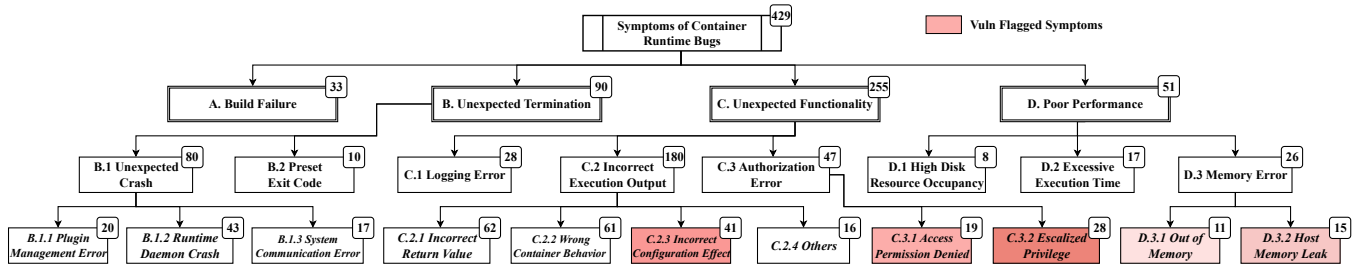 429
Symptoms of Container
Runtime Bugs
Vuln Flagged Symptoms
33
A. Build Failure
90
B. Unexpected Termination
255
C. Unexpected Functionality
51
D. Poor Performance
80
B.1 Unexpected
Crash
10
B.2 Preset
Exit Code
28
C.1 Logging Error
180
C.2 Incorrect
Execution Output
47
C.3 Authorization
Error
8
D.1 High Disk
Resource Occupancy
17
D.2 Excessive
Execution Time
26
D.3 Memory Error
20
B.1.1 Plugin
Management Error
43
B.1.2 Runtime
Daemon Crash
17
B.1.3 System
Communication Error
62
C.2.1 Incorrect
Return Value
61
C.2.2 Wrong
Container Behavior
41
C.2.3 Incorrect
Configuration Effect
16
C.2.4 Others
19
C.3.1 Access
Permission Denied
28
C.3.2 Escalized
Privilege
11
D.3.1 Out of
Memory
15
D.3.2 Host
Memory Leak